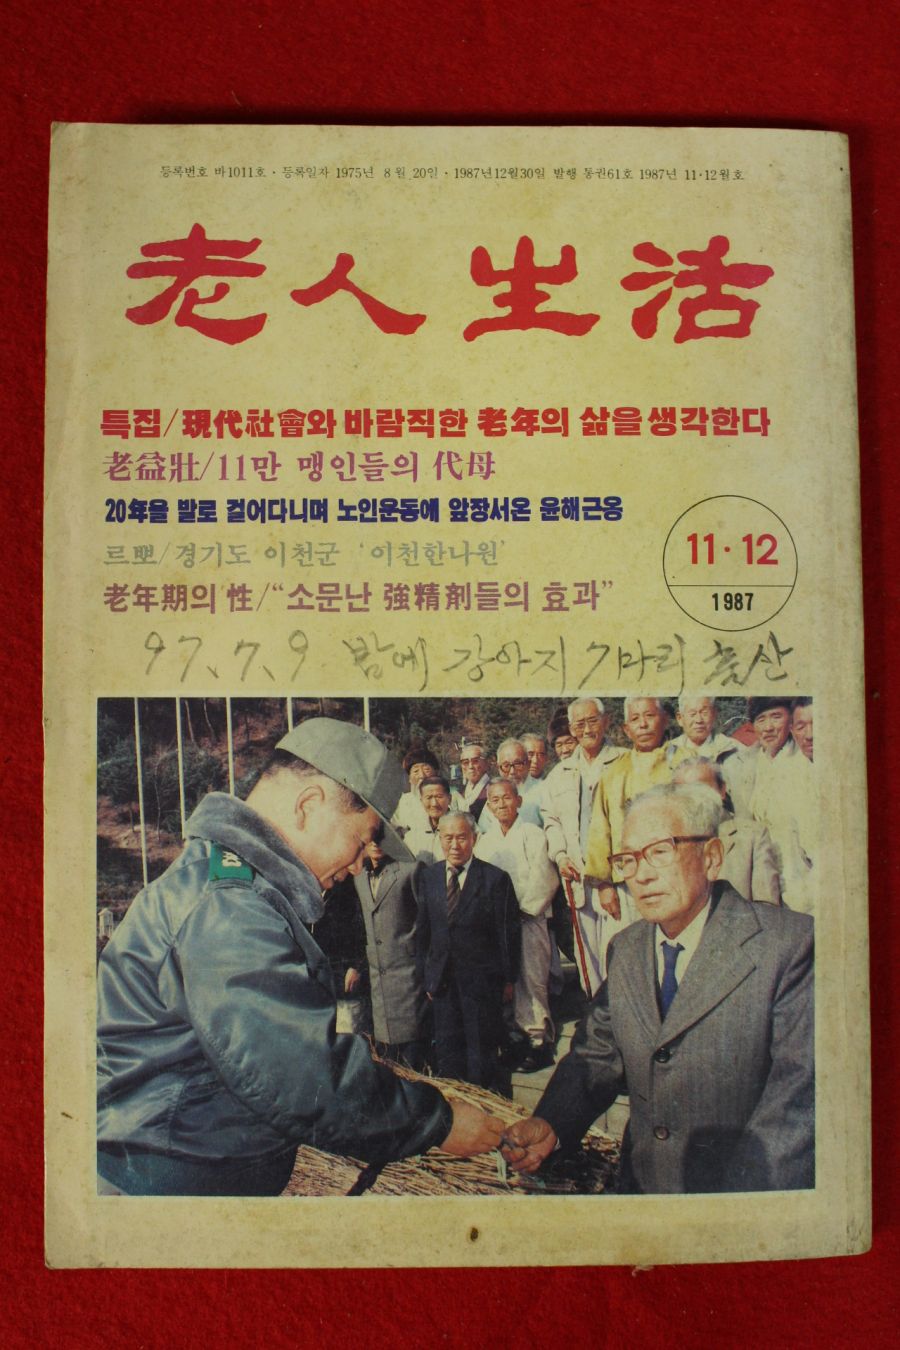 등록번호 바1011호 · 등록일자 1975년 8월 20일 · 1987년12월30일 발행 통권61호 1987년 11·12월호
老人生活
특집/現代社會와 바람직한 老年의 삶을 생각한다
老益壯/11만 맹인들의 代母
20年을 발로 걸어다니며 노인운동에 앞장서온 윤해근옹
르뽀/경기도 이천군 '이천한나원'
老年期의 性/“소문난 強精劑들의 효과”
11·12
1987
97.7.9 밤에 강아지 7마리 출산